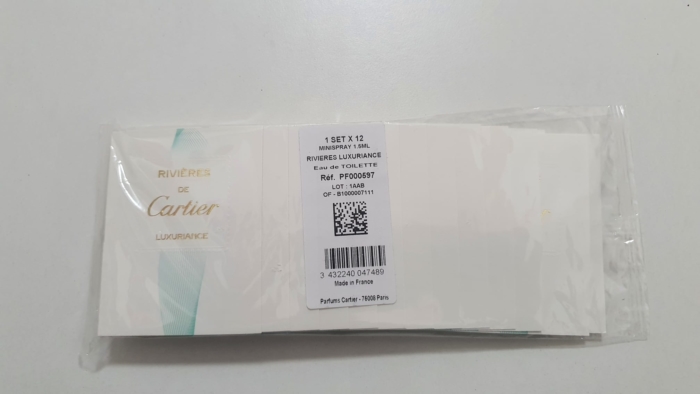 RIVIÈRES
DE
Cartier
LUXURIANCE
1 SET X 12
MINISPRAY 1.5ML
RIVIERES LUXURIANCE
Eau de TOILETTE
Réf. PF000597
LOT : 1AAB
OF - B1000007111
3 432240 047489
Made in France
Parfums Cartier - 75008 Paris